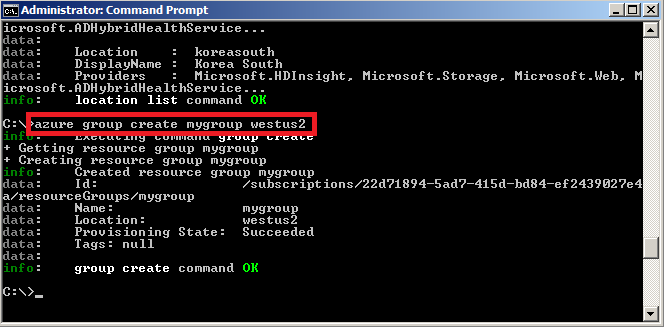 Administrator: Command Prompt
icrosoft.ADHybridHealthService...
data:
data:    Location    :  koreasouth
data:    DisplayName :  Korea South
data:    Providers   :  Microsoft.HDInsight, Microsoft.Storage, Microsoft.Web, M
icrosoft.ADHybridHealthService...
info:    location list command OK
C:\>azure group create mygroup westus2
info:    Executing command group create
+ Getting resource group mygroup
+ Creating resource group mygroup
info:    Created resource group mygroup
data:    Id:                  /subscriptions/22d71894-5ad7-415d-bd84-ef2439027e4
a/resourceGroups/mygroup
data:    Name:                mygroup
data:    Location:            westus2
data:    Provisioning State:  Succeeded
data:    Tags: null
data:
info:    group create command OK
C:\>_